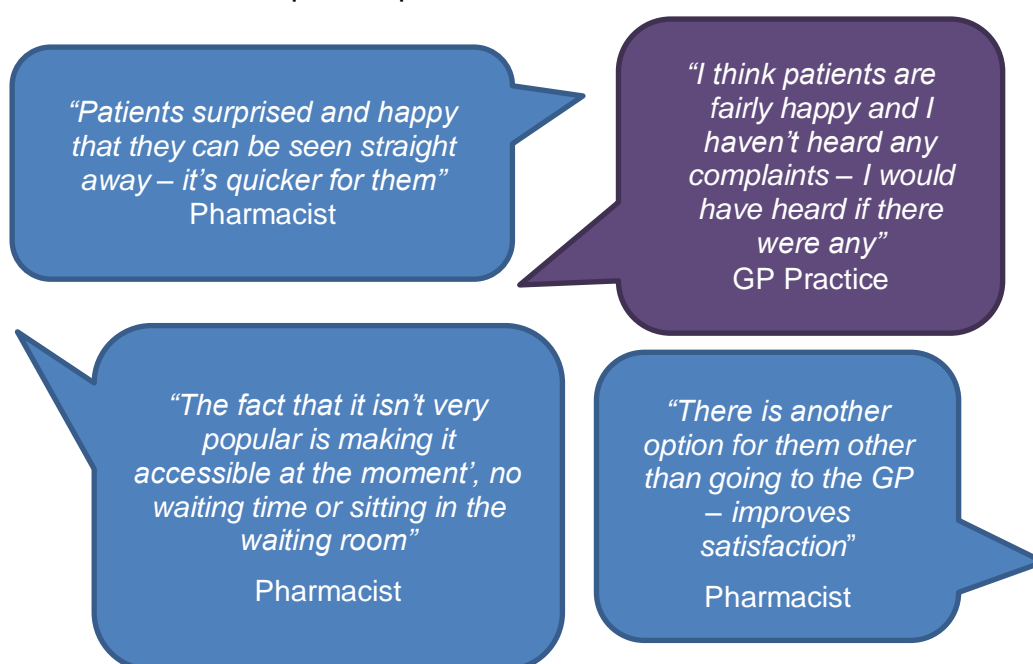 “Patients surprised and happy
that they can be seen straight
away – it’s quicker for them”
Pharmacist
“I think patients are
fairly happy and I
haven’t heard any
complaints – I would
have heard if there
were any”
GP Practice
“The fact that it isn’t very
popular is making it
accessible at the moment’, no
waiting time or sitting in the
waiting room”
Pharmacist
“There is another
option for them other
than going to the GP
– improves
satisfaction”
Pharmacist